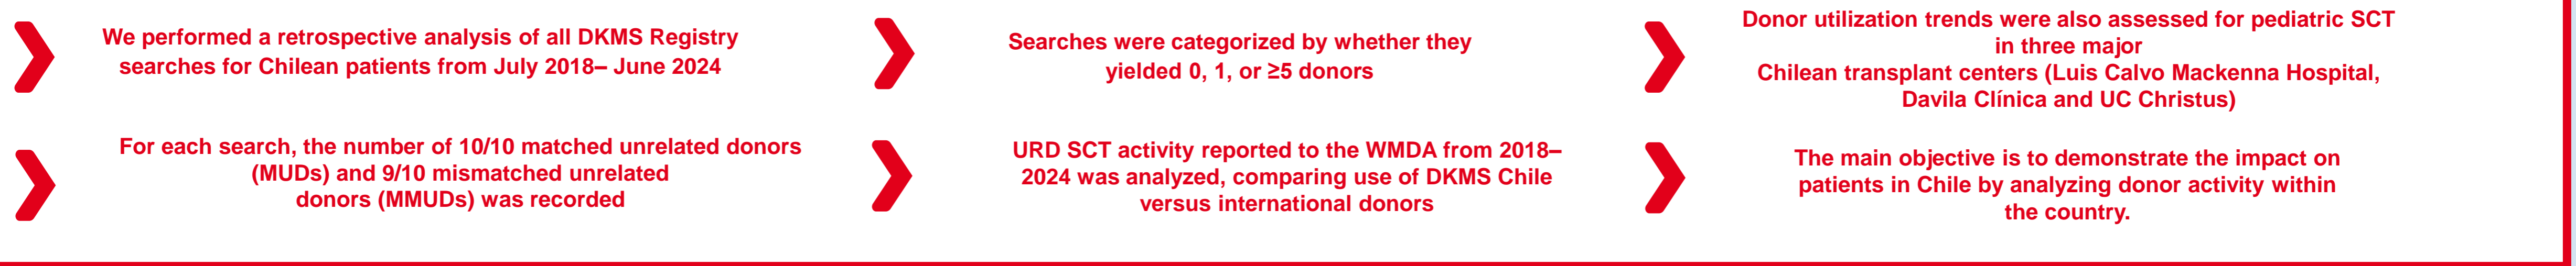 We performed a retrospective analysis of all DKMS Registry
searches for Chilean patients from July 2018– June 2024
For each search, the number of 10/10 matched unrelated donors
(MUDs) and 9/10 mismatched unrelated
donors (MMUDs) was recorded
Searches were categorized by whether they
yielded 0, 1, or ≥5 donors
URD SCT activity reported to the WMDA from 2018–
2024 was analyzed, comparing use of DKMS Chile
versus international donors
Donor utilization trends were also assessed for pediatric SCT
in three major
Chilean transplant centers (Luis Calvo Mackenna Hospital,
Davila Clínica and UC Christus)
The main objective is to demonstrate the impact on
patients in Chile by analyzing donor activity within
the country.